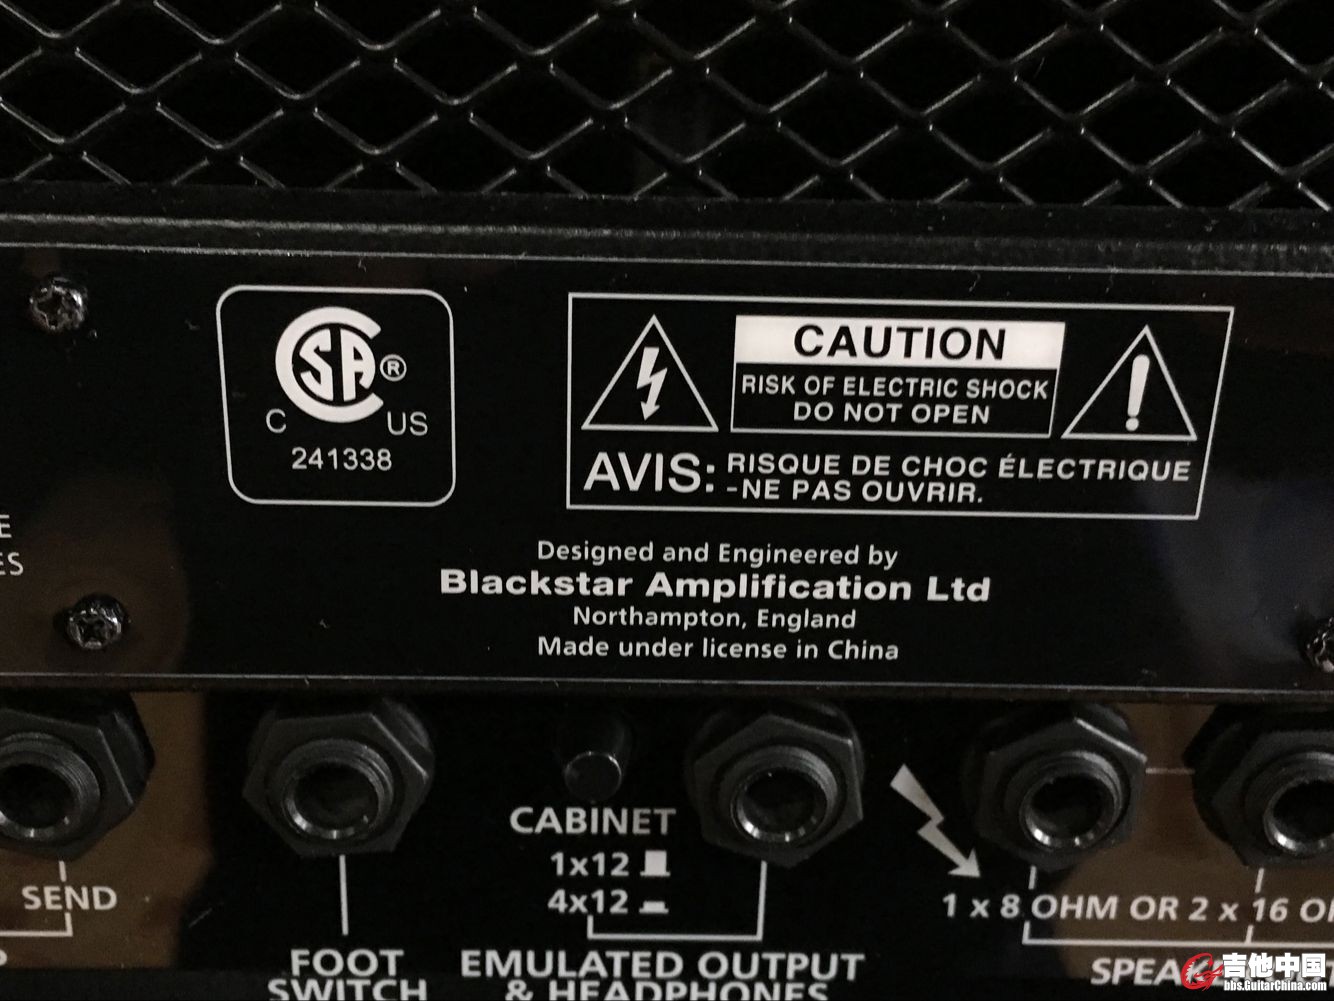 SA®
C US
241338
CAUTION
RISK OF ELECTRIC SHOCK
DO NOT OPEN
AVIS: RISQUE DE CHOC ÉLECTRIQUE
-NE PAS OUVRIR.
Designed and Engineered by
Blackstar Amplification Ltd
Northampton, England
Made under license in China
SEND
FOOT
SWITCH
CABINET
1x12
4x12
EMULATED OUTPUT
& HEADPHONES
1 x 8 OHM OR 2 x 16
吉他中国
bbs.GuitarChina.com